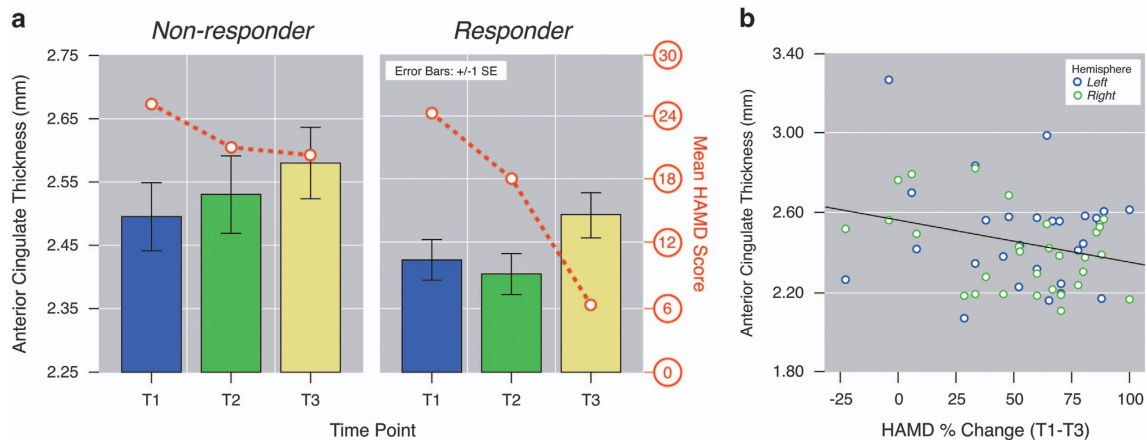 a
Non-responder
Responder
Anterior Cingulate Thickness (mm)
2.75
2.65
2.55
2.45
2.35
2.25
Error Bars: +/-1 SE
30
24
18
12
6
0
Mean HAMD Score
T1 T2 T3 T1 T2 T3
Time Point
b
Anterior Cingulate Thickness (mm)
3.40
3.00
2.60
2.20
1.80
Hemisphere
Left
Right
-25 0 25 50 75 100
HAMD % Change (T1-T3)